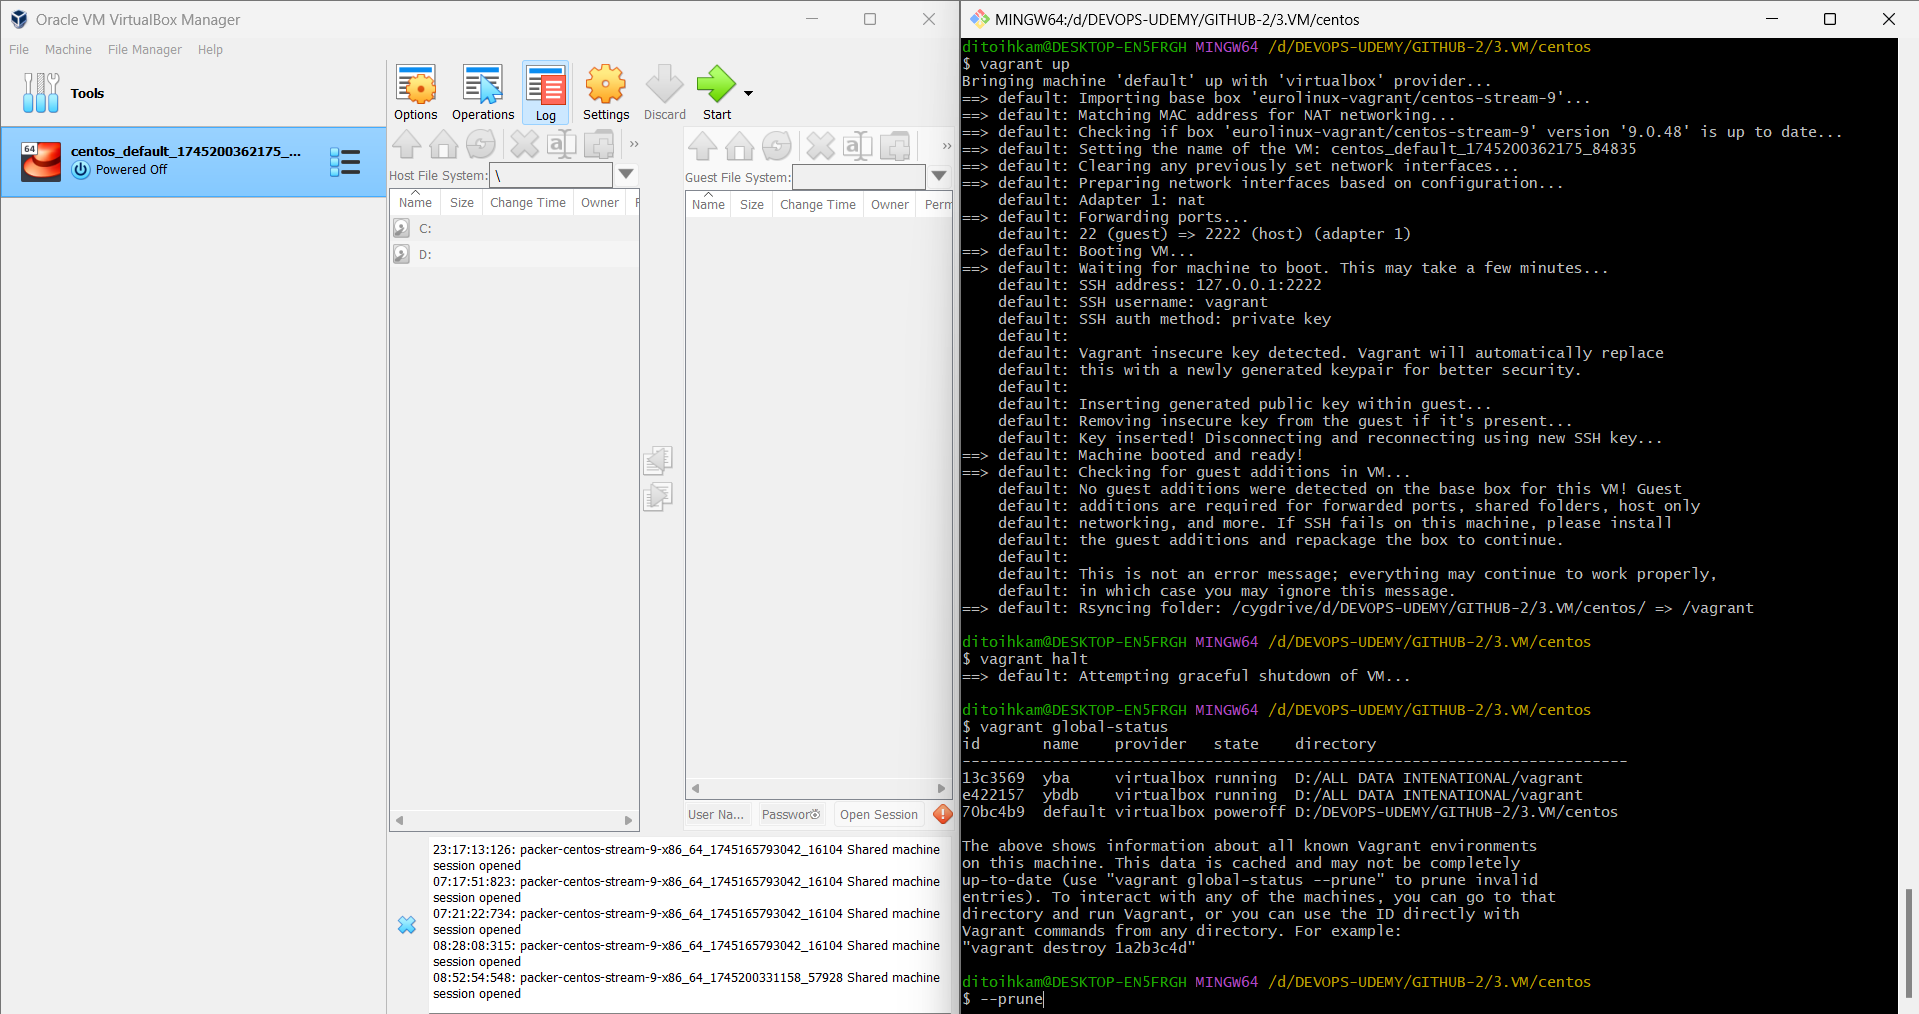 Oracle VM VirtualBox Manager
File Machine File Manager Help
Tools
64
centos_default_1745200362175_...
Powered Off
Options Operations Log Settings Discard Start
Host File System: \
Name Size Change Time Owner
C:
D:
Guest File System:
Name Size Change Time Owner Perm
User Na... Passwor Open Session
23:17:13:126: packer-centos-stream-9-x86_64_1745165793042_16104 Shared machine
session opened
07:17:51:823: packer-centos-stream-9-x86_64_1745165793042_16104 Shared machine
session opened
07:21:22:734: packer-centos-stream-9-x86_64_1745165793042_16104 Shared machine
session opened
08:28:08:315: packer-centos-stream-9-x86_64_1745165793042_16104 Shared machine
session opened
08:52:54:548: packer-centos-stream-9-x86_64_1745200331158_57928 Shared machine
session opened
MINGW64:/d/DEVOPS-UDEMY/GITHUB-2/3.VM/centos
ditoihkam@DESKTOP-EN5FRGH MINGW64 /d/DEVOPS-UDEMY/GITHUB-2/3.VM/centos
$ vagrant up
Bringing machine 'default' up with 'virtualbox' provider...
==> default: Importing base box 'eurolinux-vagrant/centos-stream-9'...
==> default: Matching MAC address for NAT networking...
==> default: Checking if box 'eurolinux-vagrant/centos-stream-9' version '9.0.48' is up to date...
==> default: Setting the name of the VM: centos_default_1745200362175_84835
==> default: Clearing any previously set network interfaces...
==> default: Preparing network interfaces based on configuration...
    default: Adapter 1: nat
==> default: Forwarding ports...
    default: 22 (guest) => 2222 (host) (adapter 1)
==> default: Booting VM...
==> default: Waiting for machine to boot. This may take a few minutes...
    default: SSH address: 127.0.0.1:2222
    default: SSH username: vagrant
    default: SSH auth method: private key
    default:
    default: Vagrant insecure key detected. Vagrant will automatically replace
    default: this with a newly generated keypair for better security.
    default:
    default: Inserting generated public key within guest...
    default: Removing insecure key from the guest if it's present...
    default: Key inserted! Disconnecting and reconnecting using new SSH key...
==> default: Machine booted and ready!
==> default: Checking for guest additions in VM...
    default: No guest additions were detected on the base box for this VM! Guest
    default: additions are required for forwarded ports, shared folders, host only
    default: networking, and more. If SSH fails on this machine, please install
    default: the guest additions and repackage the box to continue.
    default:
    default: This is not an error message; everything may continue to work properly,
    default: in which case you may ignore this message.
==> default: Rsyncing folder: /cygdrive/d/DEVOPS-UDEMY/GITHUB-2/3.VM/centos/ => /vagrant
ditoihkam@DESKTOP-EN5FRGH MINGW64 /d/DEVOPS-UDEMY/GITHUB-2/3.VM/centos
$ vagrant halt
==> default: Attempting graceful shutdown of VM...
ditoihkam@DESKTOP-EN5FRGH MINGW64 /d/DEVOPS-UDEMY/GITHUB-2/3.VM/centos
$ vagrant global-status
id       name    provider   state    directory
--------------------------------------------------------------------------
13c3569  yba     virtualbox running  D:/ALL DATA INTENATIONAL/vagrant
e422157  ybdb    virtualbox running  D:/ALL DATA INTENATIONAL/vagrant
70bc4b9  default virtualbox poweroff D:/DEVOPS-UDEMY/GITHUB-2/3.VM/centos
The above shows information about all known Vagrant environments
on this machine. This data is cached and may not be completely
up-to-date (use "vagrant global-status --prune" to prune invalid
entries). To interact with any of the machines, you can go to that
directory and run Vagrant, or you can use the ID directly with
Vagrant commands from any directory. For example:
"vagrant destroy 1a2b3c4d"
ditoihkam@DESKTOP-EN5FRGH MINGW64 /d/DEVOPS-UDEMY/GITHUB-2/3.VM/centos
$ --prune